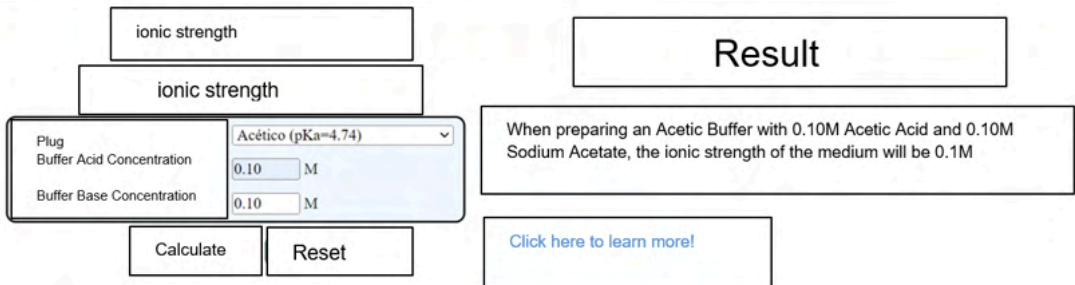 ionic strength
ionic strength
Plug
Acético (pKa=4.74)
Buffer Acid Concentration
0.10 M
Buffer Base Concentration
0.10 M
Calculate
Reset
Result
When preparing an Acetic Buffer with 0.10M Acetic Acid and 0.10M
Sodium Acetate, the ionic strength of the medium will be 0.1M
Click here to learn more!